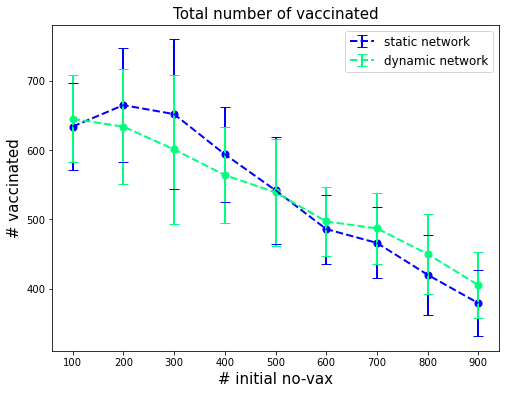 Total number of vaccinated
static network
dynamic network
# vaccinated
700
600
500
400
100 200 300 400 500 600 700 800 900
# initial no-vax